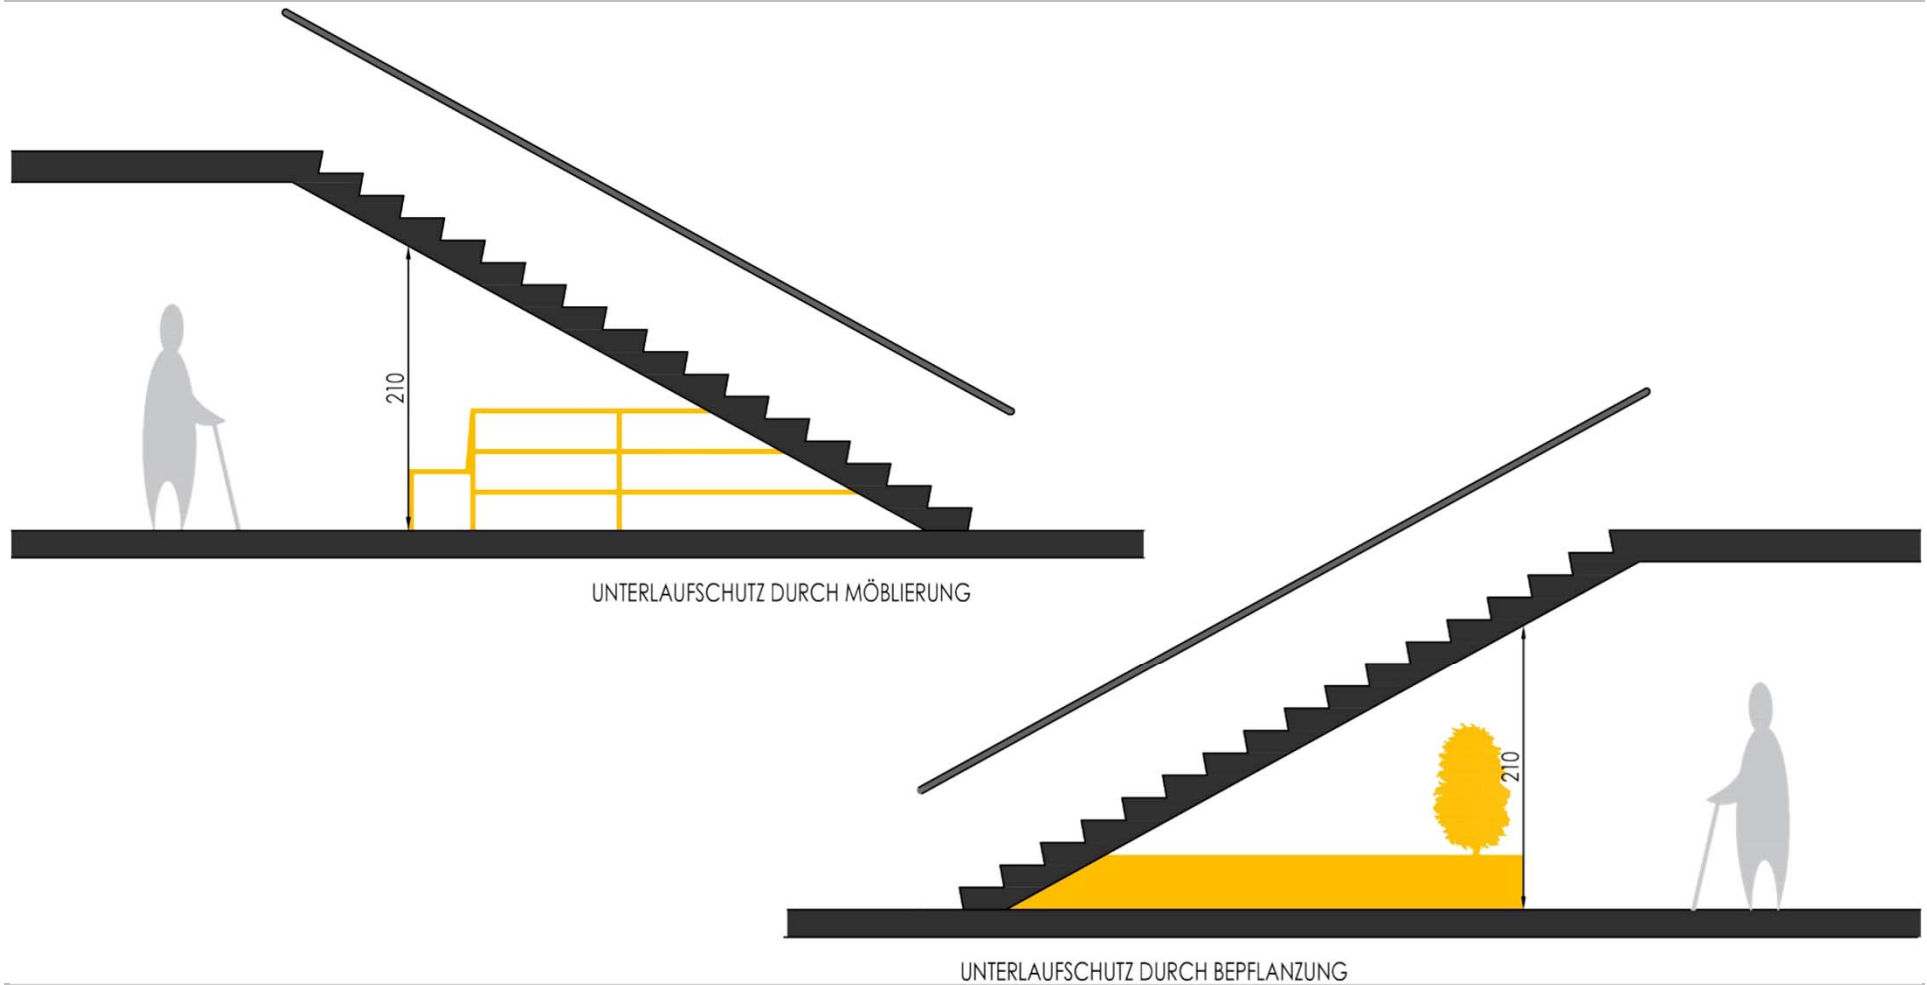 210
UNTERLAUFSCHUTZ DURCH MÖBLIERUNG
210
UNTERLAUFSCHUTZ DURCH BEPFLANZUNG